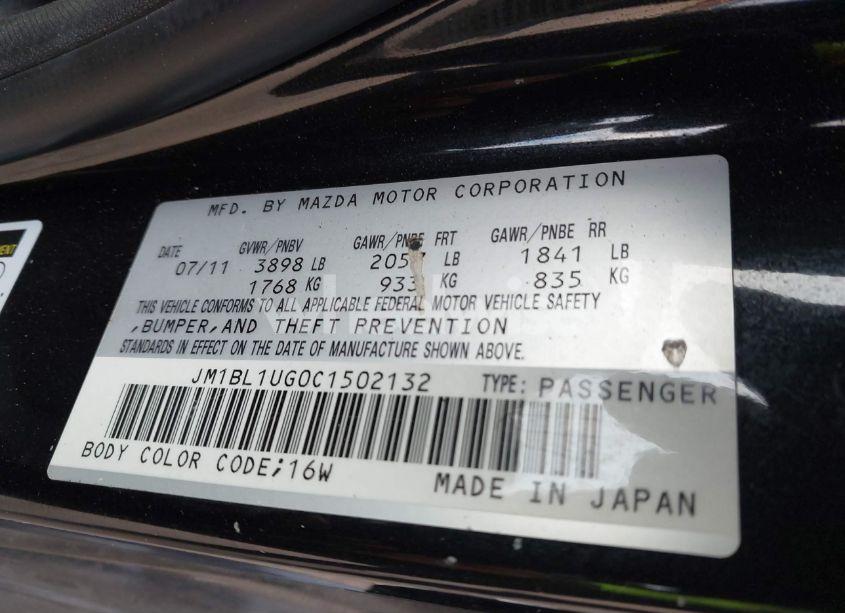 MFD. BY MAZDA MOTOR CORPORATION
DATE GVWR/PNBV GAWR/PNBE FRT GAWR/PNBE RR
07/11 3898 LB 2057 LB 1841 LB
1768 KG 933 KG 835 KG
THIS VEHICLE CONFORMS TO ALL APPLICABLE FEDERAL MOTOR VEHICLE SAFETY
,BUMPER,AND THEFT PREVENTION
STANDARDS IN EFFECT ON THE DATE OF MANUFACTURE SHOWN ABOVE.
JM1BL1UG0C1502132 TYPE: PASSENGER
BODY COLOR CODE;16W
MADE IN JAPAN